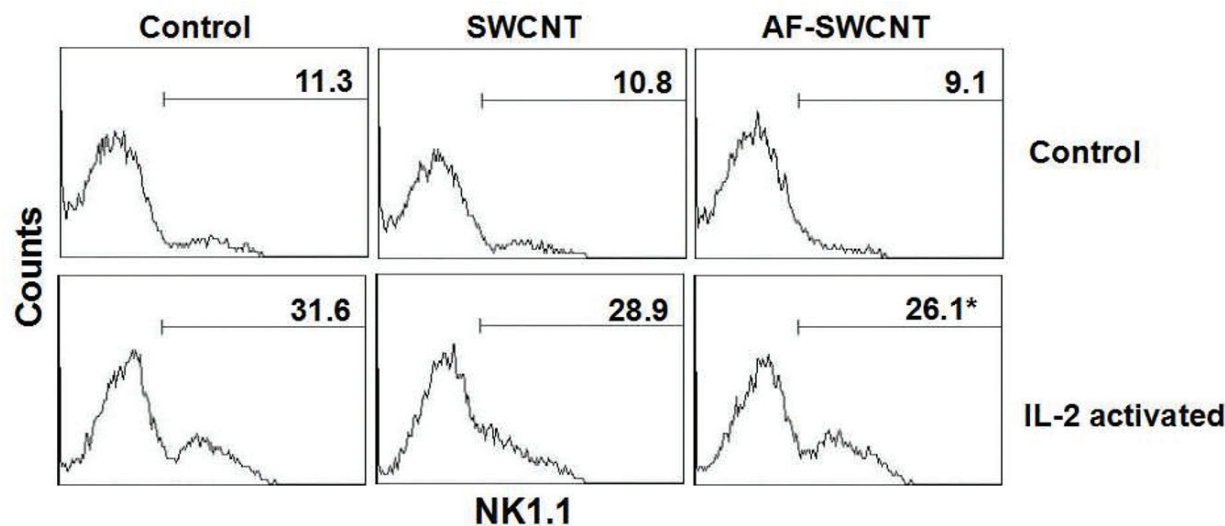 Control SWCNT AF-SWCNT
11.3 10.8 9.1
Control
Counts
31.6 28.9 26.1*
IL-2 activated
NK1.1